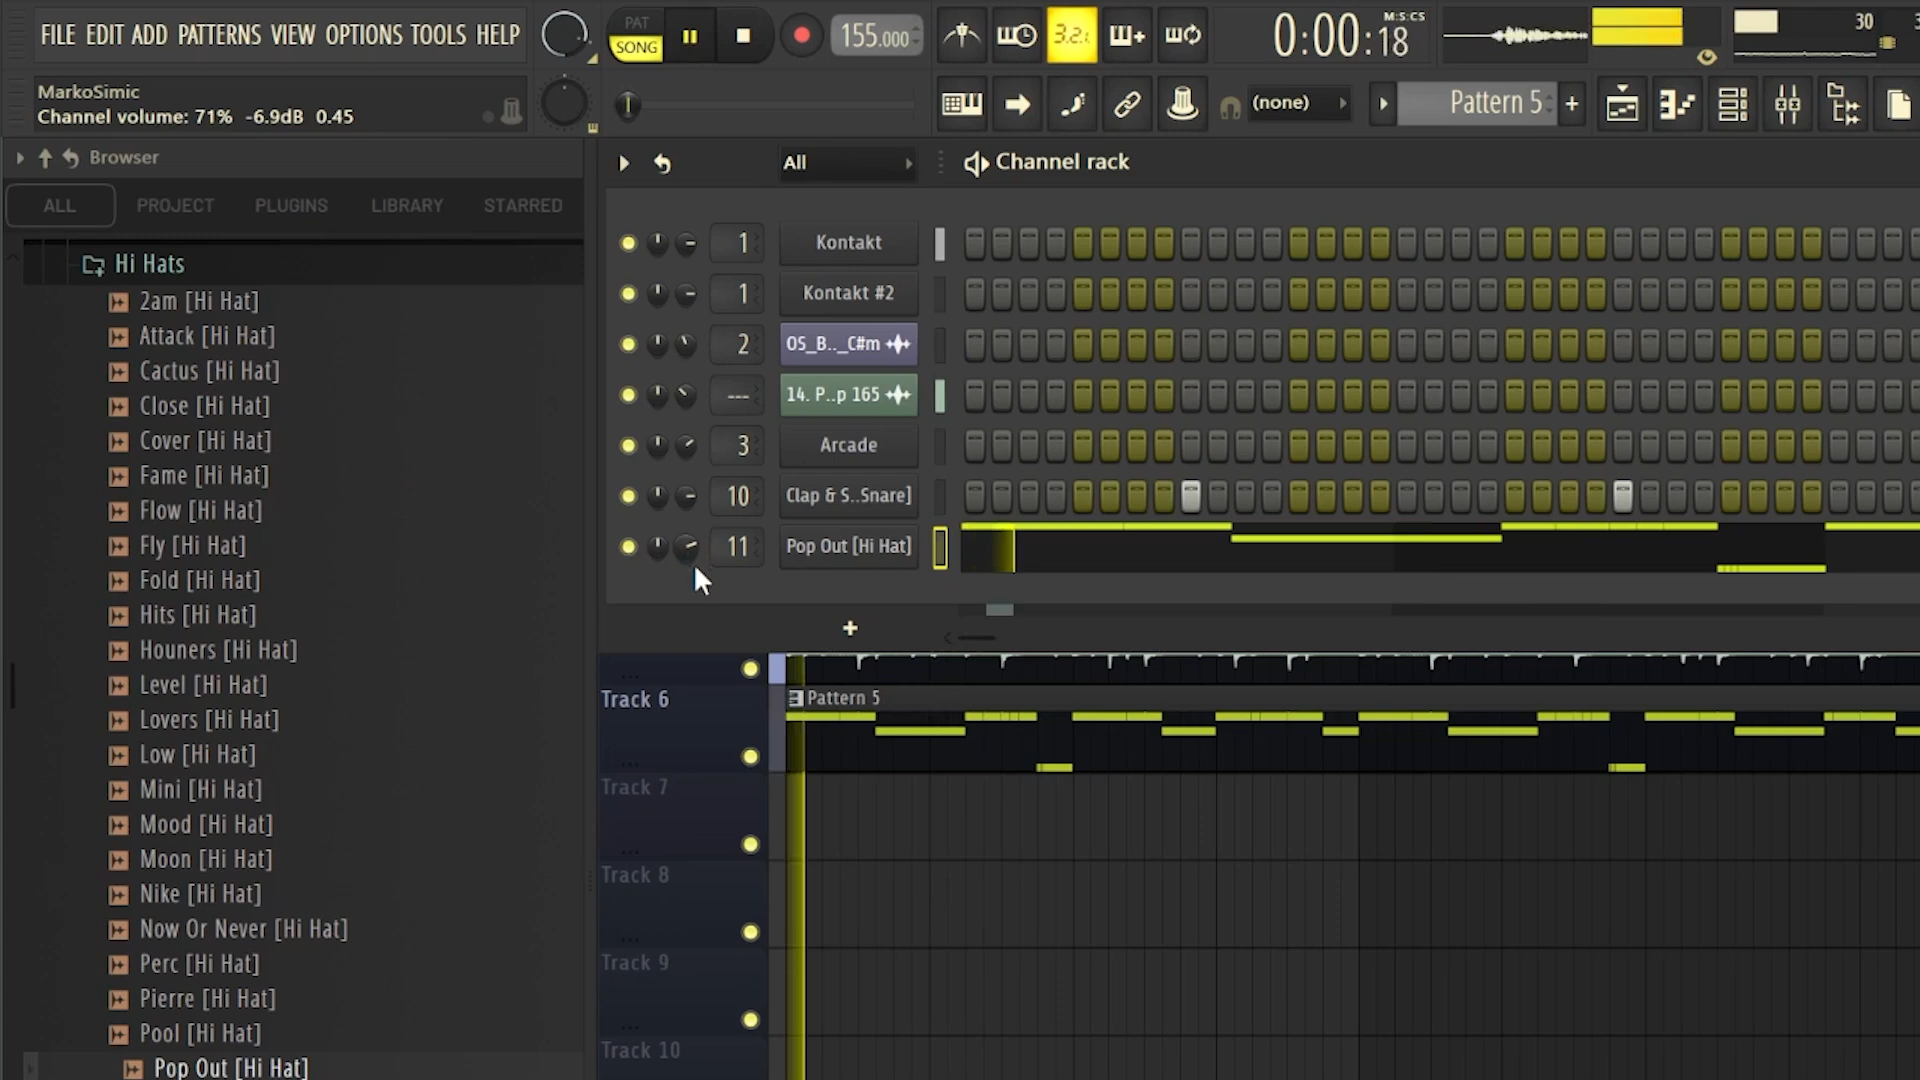 FILE EDIT ADD PATTERNS VIEW OPTIONS TOOLS HELP
PAT
SONG
155.000
0:00:18
M:S:CS
30
MarkoSimic
Channel volume: 71% -6.9dB 0.45
(none)
Pattern 5
+
Browser
All
Channel rack
ALL PROJECT PLUGINS LIBRARY STARRED
Hi Hats
2am [Hi Hat]
Attack [Hi Hat]
Cactus [Hi Hat]
Close [Hi Hat]
Cover [Hi Hat]
Fame [Hi Hat]
Flow [Hi Hat]
Fly [Hi Hat]
Fold [Hi Hat]
Hits [Hi Hat]
Houners [Hi Hat]
Level [Hi Hat]
Lovers [Hi Hat]
Low [Hi Hat]
Mini [Hi Hat]
Mood [Hi Hat]
Moon [Hi Hat]
Nike [Hi Hat]
Now Or Never [Hi Hat]
Perc [Hi Hat]
Pierre [Hi Hat]
Pool [Hi Hat]
Pop Out [Hi Hat]
1 Kontakt
1 Kontakt #2
2 OS_B.._C#m
--- 14. P..p 165
3 Arcade
10 Clap & S..Snare]
11 Pop Out [Hi Hat]
+
Track 6
Pattern 5
Track 7
Track 8
Track 9
Track 10